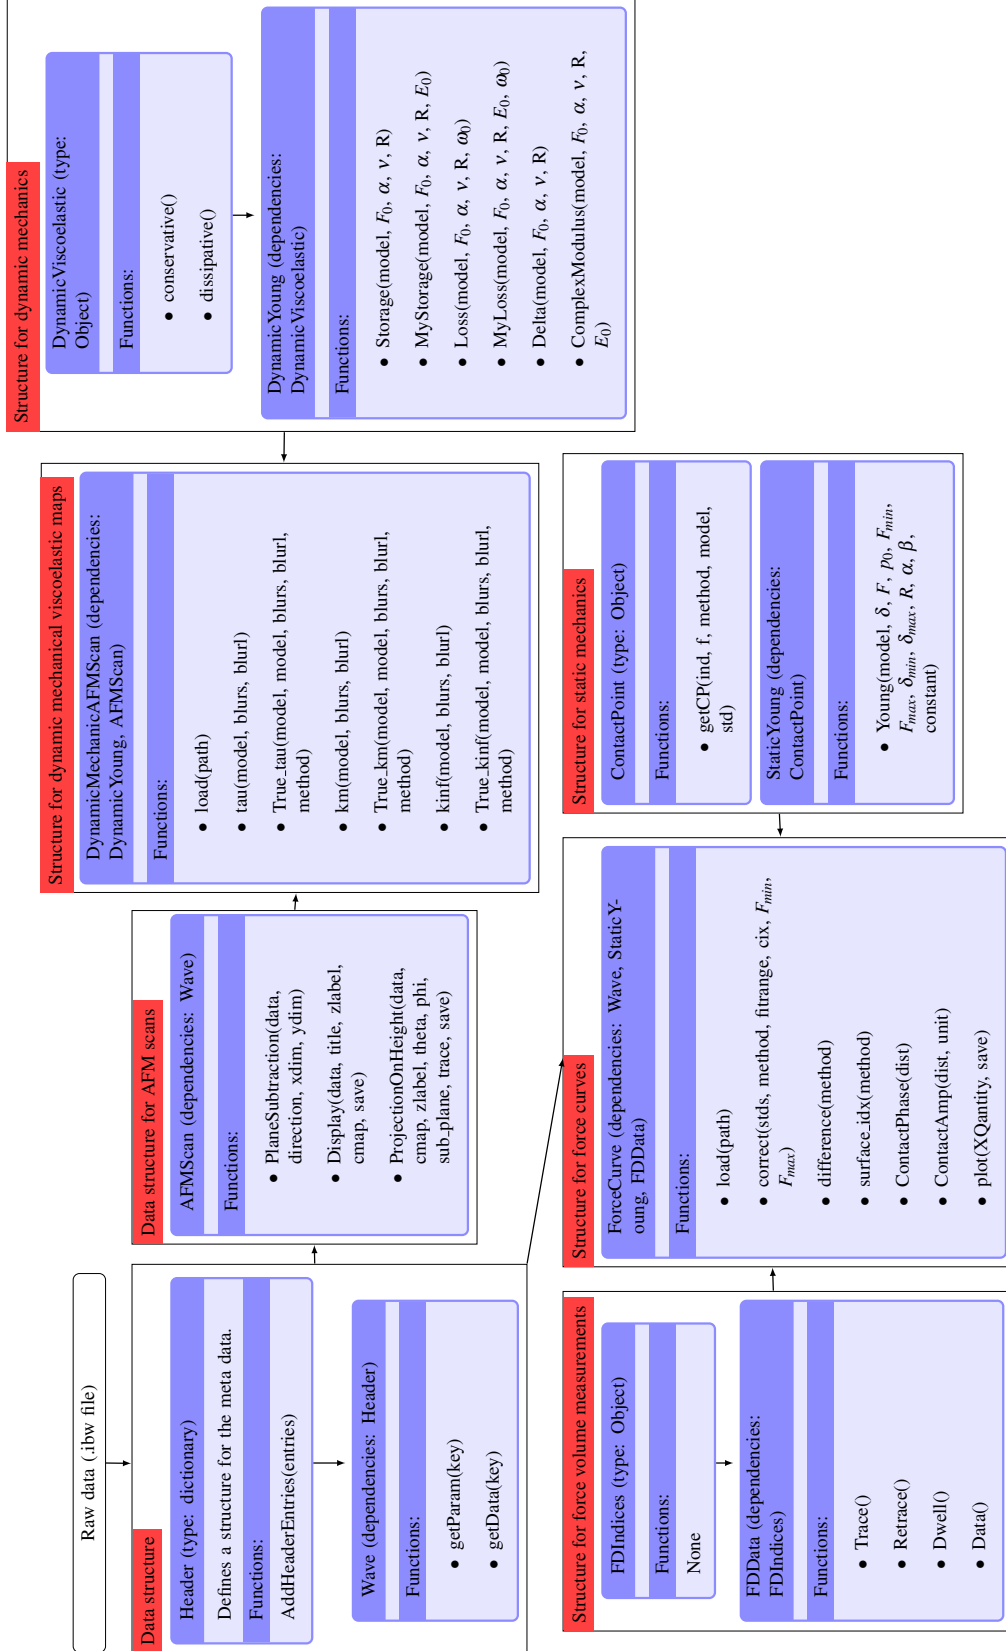 Raw data (.ibw file)
Data structure
Header (type: dictionary)
Defines a structure for the meta data.
Functions:
AddHeaderEntries(entries)
Wave (dependencies: Header)
Functions:
• getParam(key)
• getData(key)
Data structure for AFM scans
AFMScan (dependencies: Wave)
Functions:
• PlaneSubtraction(data,
direction, xdim, ydim)
• Display(data, title, zlabel,
cmap, save)
• ProjectionOnHeight(data,
cmap, zlabel, theta, phi,
sub_plane, trace, save)
Structure for dynamic mechanical viscoelastic maps
DynamicMechanicAFMScan (dependencies:
DynamicYoung, AFMScan)
Functions:
• load(path)
• tau(model, blurs, blurl)
• True_tau(model, model, blurs, blurl,
method)
• km(model, blurs, blurl)
• True_km(model, model, blurs, blurl,
method)
• kinf(model, blurs, blurl)
• True_kinf(model, model, blurs, blurl,
method)
Structure for dynamic mechanics
DynamicViscoelastic (type:
Object)
Functions:
• conservative()
• dissipative()
DynamicYoung (dependencies:
DynamicViscoelastic)
Functions:
• Storage(model, F0, α, ν, R)
• MyStorage(model, F0, α, ν, R, E0)
• Loss(model, F0, α, ν, R, ω0)
• MyLoss(model, F0, α, ν, R, E0, ω0)
• Delta(model, F0, α, ν, R)
• ComplexModulus(model, F0, α, ν, R,
E0)
Structure for force volume measurements
FDIndices (type: Object)
Functions:
None
FDData (dependencies:
FDIndices)
Functions:
• Trace()
• Retrace()
• Dwell()
• Data()
Structure for force curves
ForceCurve (dependencies: Wave, StaticY-
oung, FDData)
Functions:
• load(path)
• correct(stds, method, fitrange, cix, Fmin,
Fmax)
• difference(method)
• surface_idx(method)
• ContactPhase(dist)
• ContactAmp(dist, unit)
• plot(XQantity, save)
Structure for static mechanics
ContactPoint (type: Object)
Functions:
• getCP(ind, f, method, model,
std)
StaticYoung (dependencies:
ContactPoint)
Functions:
• Young(model, δ, F, p0, Fmin,
Fmax, δmin, δmax, R, α, β,
constant)